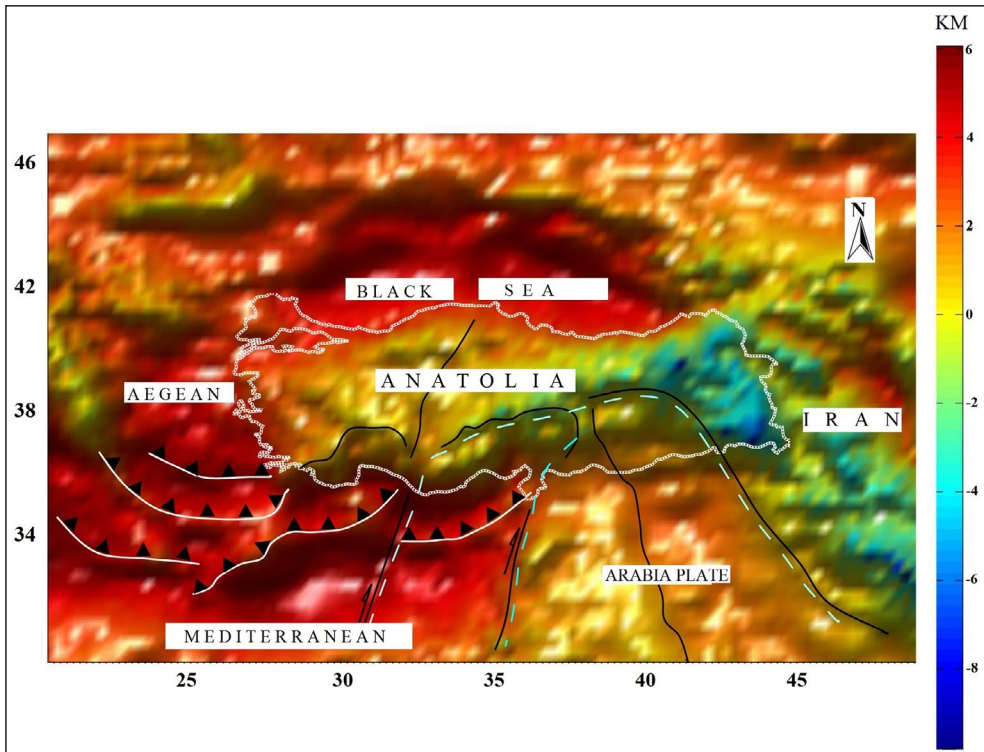 KM
6
4
2
0
-2
-4
-6
-8
46
42
38
34
N
BLACK SEA
ANATOLIA
AEGEAN
IRAN
ARABIA PLATE
MEDITERRANEAN
25 30 35 40 45